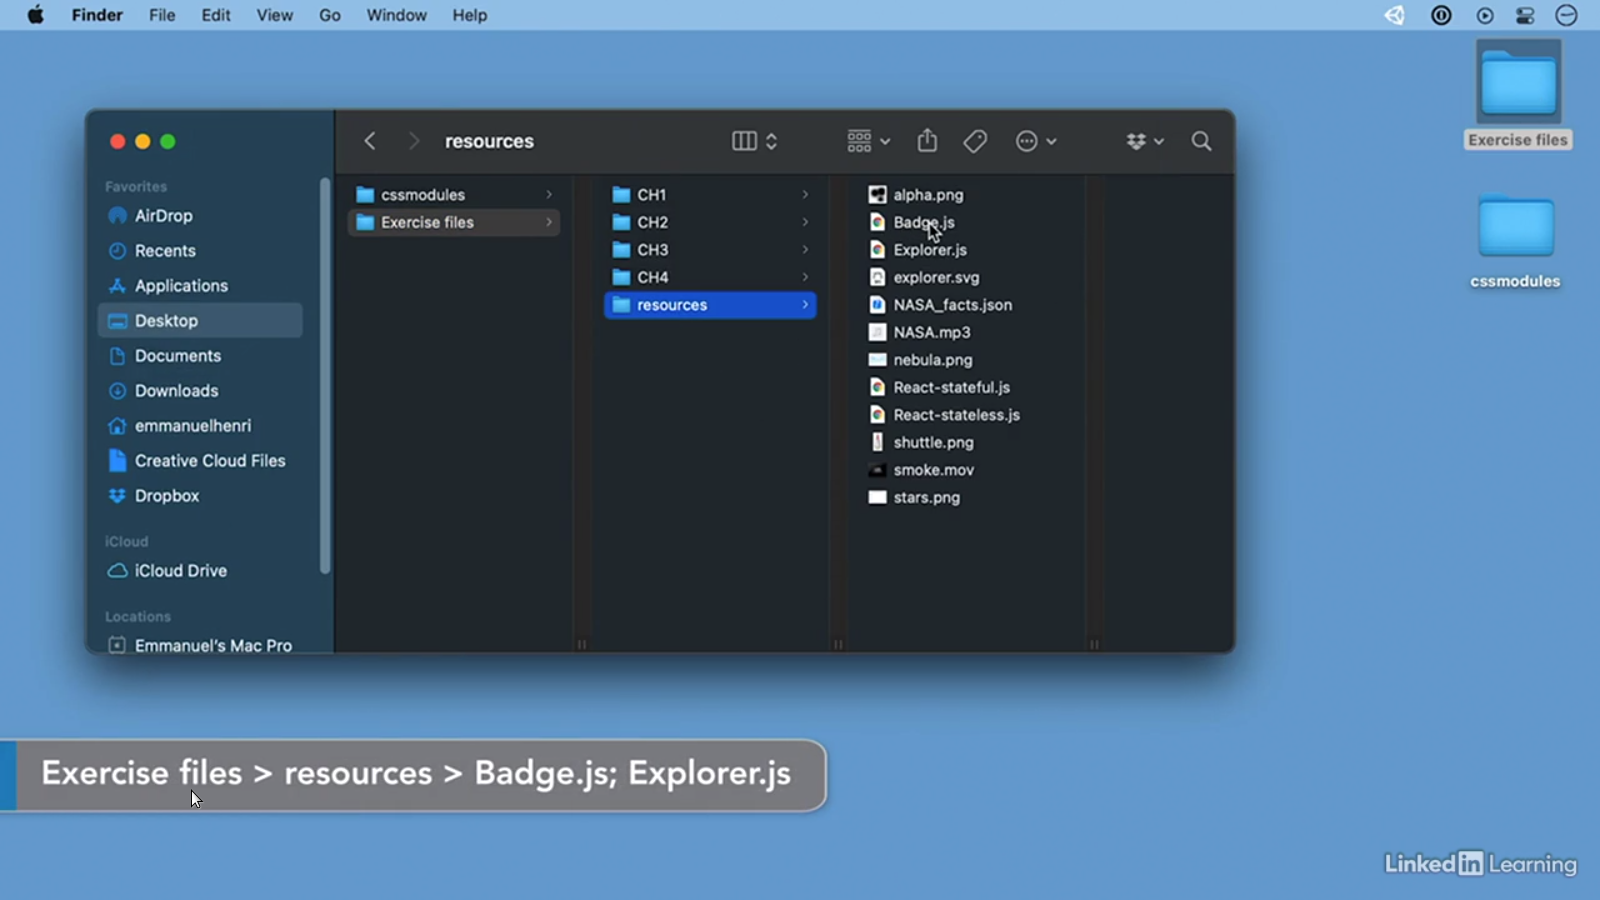 Finder File Edit View Go Window Help
Exercise files
cssmodules
resources
Favorites
AirDrop
Recents
Applications
Desktop
Documents
Downloads
emmanuelhenri
Creative Cloud Files
Dropbox
iCloud
iCloud Drive
Locations
Emmanuel's Mac Pro
cssmodules
Exercise files
CH1
CH2
CH3
CH4
resources
alpha.png
Badge.js
Explorer.js
explorer.svg
NASA_facts.json
NASA.mp3
nebula.png
React-stateful.js
React-stateless.js
shuttle.png
smoke.mov
stars.png
Exercise files > resources > Badge.js; Explorer.js
LinkedIn Learning